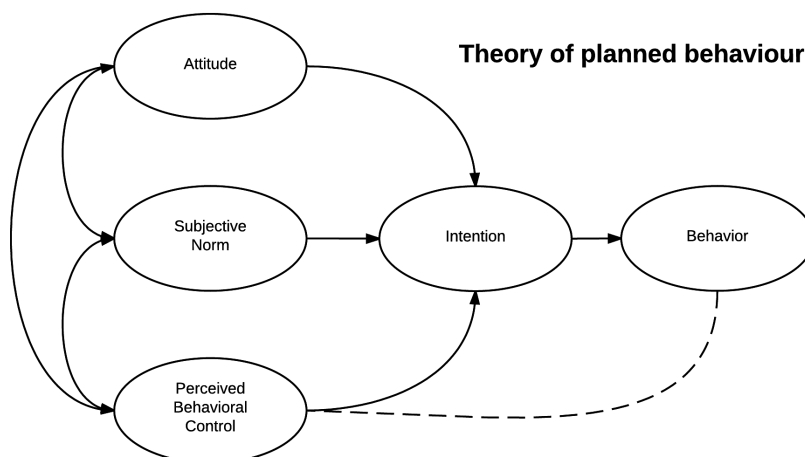 Theory of planned behaviour
Attitude
Subjective
Norm
Intention
Behavior
Perceived
Behavioral
Control